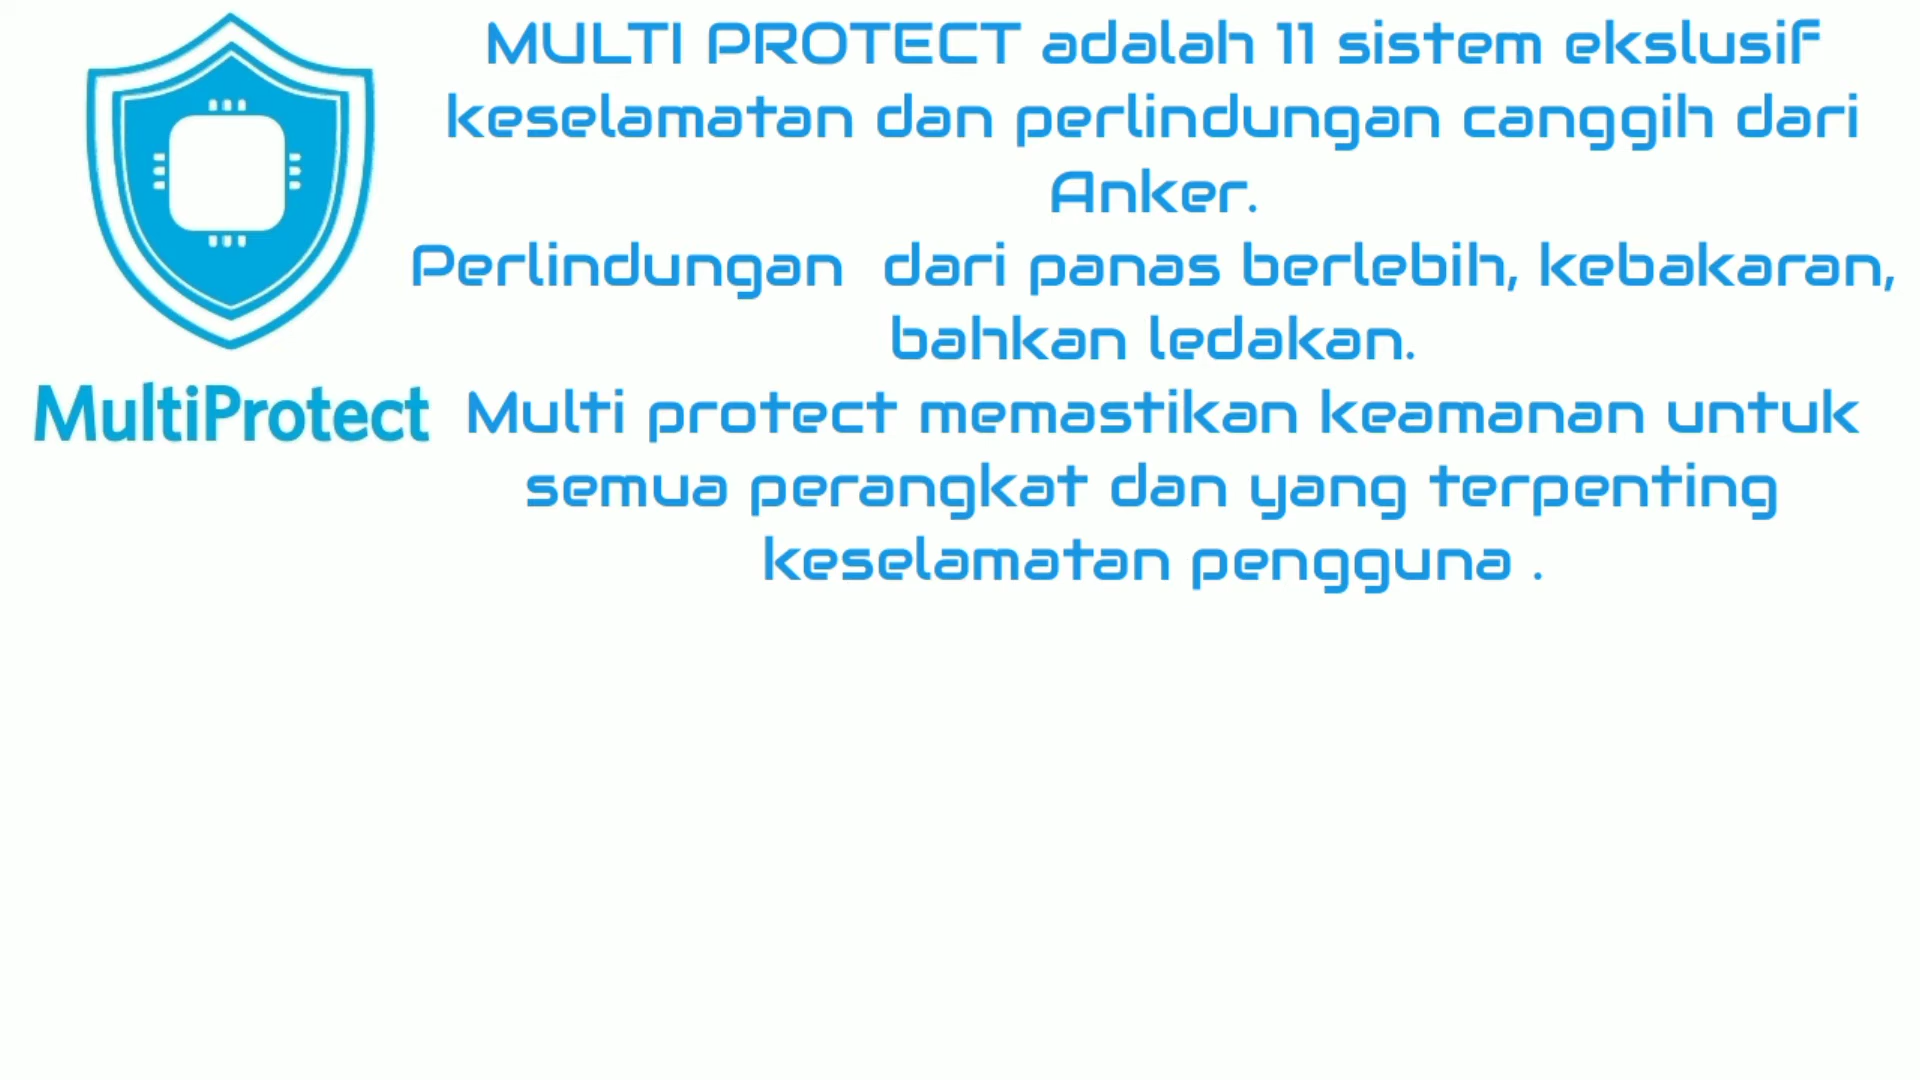 MULTI PROTECT adalah 11 sistem ekslusif
keselamatan dan perlindungan canggih dari
Anker.
Perlindungan dari panas berlebih, kebakaran,
bahkan ledakan.
MultiProtect
Multi protect memastikan keamanan untuk
semua perangkat dan yang terpenting
keselamatan pengguna .